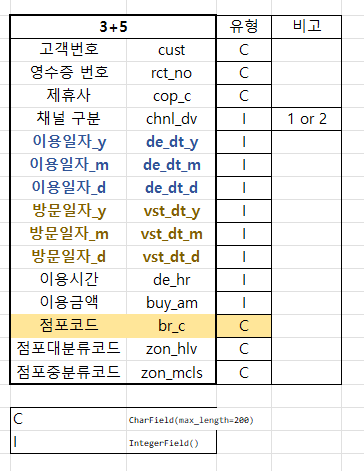 3+5 유형 비고
고객번호 cust C
영수증 번호 rct_no C
제휴사 cop_c C
채널 구분 chnl_dv I 1 or 2
이용일자_y de_dt_y I
이용일자_m de_dt_m I
이용일자_d de_dt_d I
방문일자_y vst_dt_y I
방문일자_m vst_dt_m I
방문일자_d vst_dt_d I
이용시간 de_hr I
이용금액 buy_am I
점포코드 br_c C
점포대분류코드 zon_hlv C
점포중분류코드 zon_mcls C
C CharField(max_length=200)
I IntegerField()